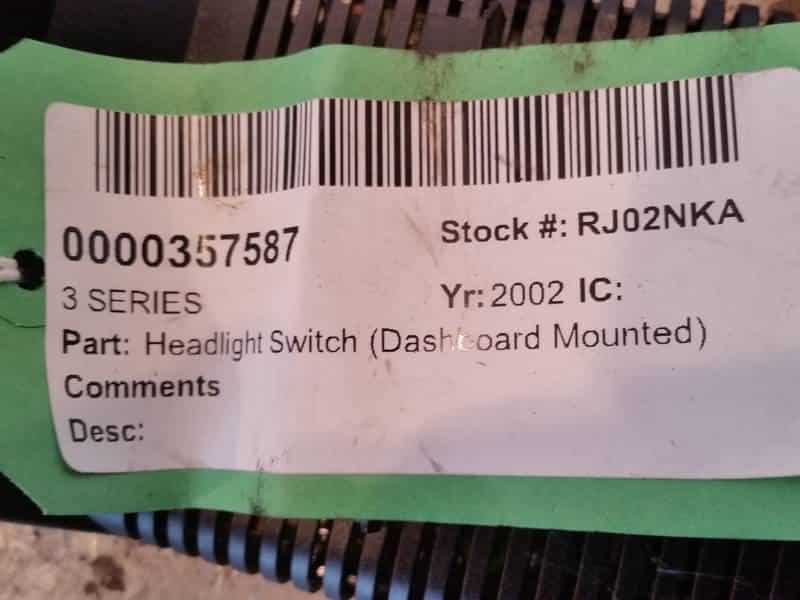 0000357587 Stock #: RJ02NKA
3 SERIES Yr: 2002 IC:
Part: Headlight Switch (Dashboard Mounted)
Comments
Desc: